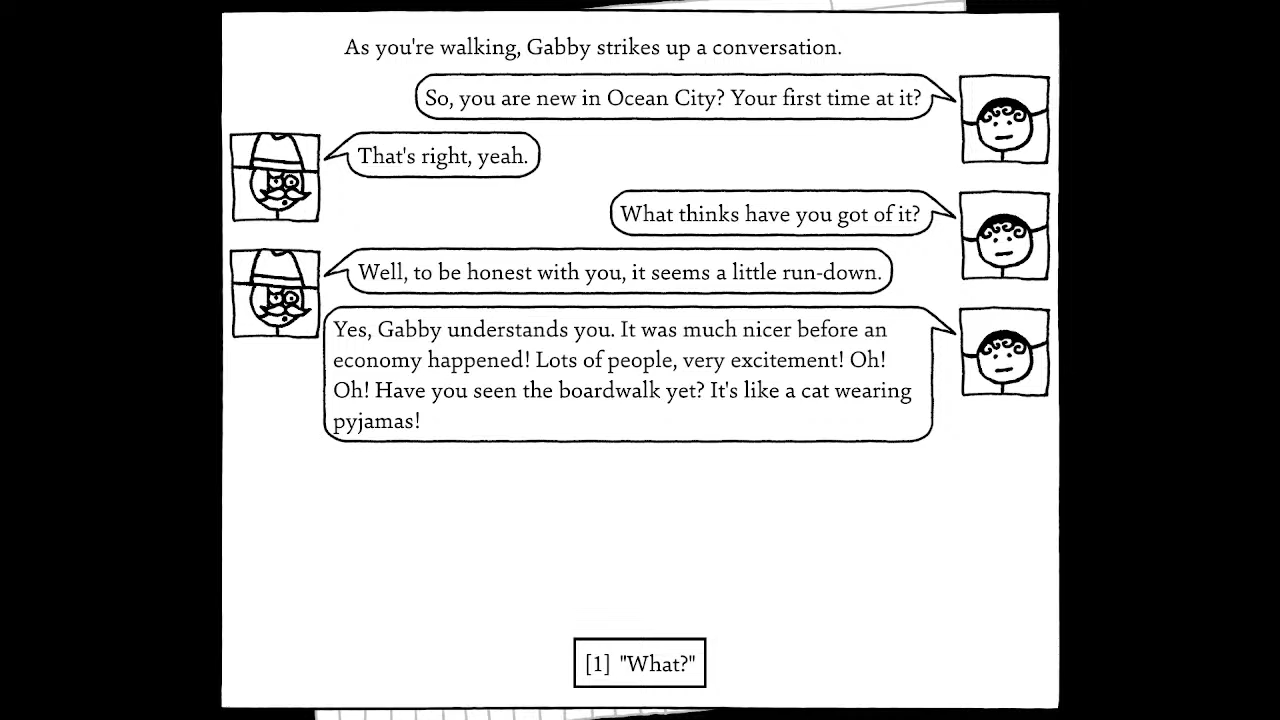 As you're walking, Gabby strikes up a conversation.
So, you are new in Ocean City? Your first time at it?
That's right, yeah.
What thinks have you got of it?
Well, to be honest with you, it seems a little run-down.
Yes, Gabby understands you. It was much nicer before an
economy happened! Lots of people, very excitement! Oh!
Oh! Have you seen the boardwalk yet? It's like a cat wearing
pyjamas!
[1] "What?"